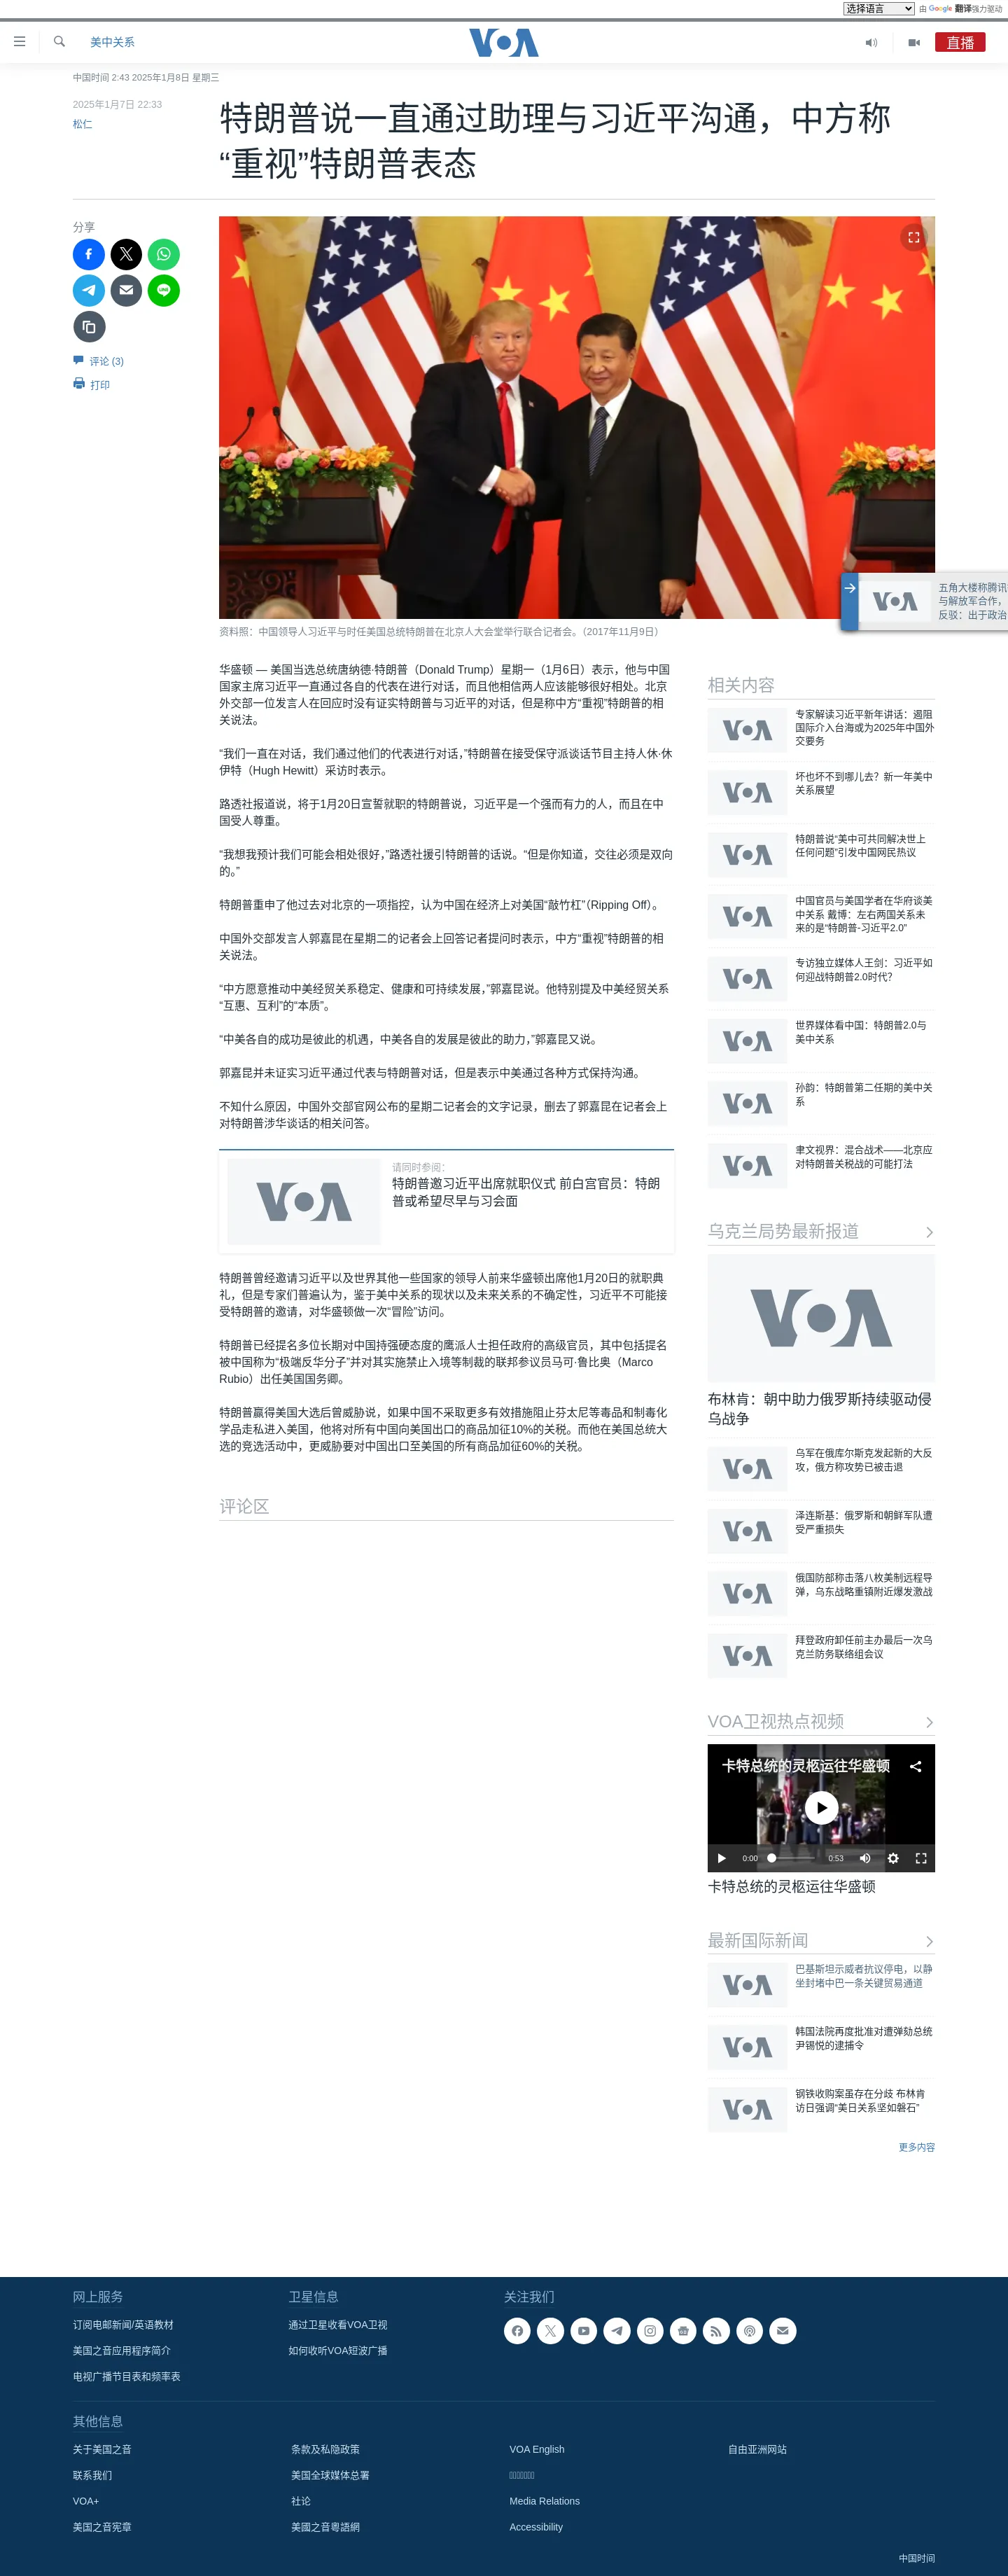 选择语言 由 Google 翻译强力驱动
美中关系
VOA
直播
中国时间 2:43 2025年1月8日 星期三
2025年1月7日 22:33
松仁
特朗普说一直通过助理与习近平沟通，中方称
“重视”特朗普表态
分享
评论 (3)
打印
资料照：中国领导人习近平与时任美国总统特朗普在北京人大会堂举行联合记者会。（2017年11月9日）
五角大楼称腾讯
与解放军合作，
反驳：出于政治
华盛顿 — 美国当选总统唐纳德·特朗普（Donald Trump）星期一（1月6日）表示，他与中国
国家主席习近平一直通过各自的代表在进行对话，而且他相信两人应该能够很好相处。北京
外交部一位发言人在回应时没有证实特朗普与习近平的对话，但是称中方“重视”特朗普的相
关说法。
“我们一直在对话，我们通过他们的代表进行对话，”特朗普在接受保守派谈话节目主持人休·休
伊特（Hugh Hewitt）采访时表示。
路透社报道说，将于1月20日宣誓就职的特朗普说，习近平是一个强而有力的人，而且在中
国受人尊重。
“我想我预计我们可能会相处很好，”路透社援引特朗普的话说。“但是你知道，交往必须是双向
的。”
特朗普重申了他过去对北京的一项指控，认为中国在经济上对美国“敲竹杠”（Ripping Off）。
中国外交部发言人郭嘉昆在星期二的记者会上回答记者提问时表示，中方“重视”特朗普的相
关说法。
“中方愿意推动中美经贸关系稳定、健康和可持续发展，”郭嘉昆说。他特别提及中美经贸关系
“互惠、互利”的“本质”。
“中美各自的成功是彼此的机遇，中美各自的发展是彼此的助力，”郭嘉昆又说。
郭嘉昆并未证实习近平通过代表与特朗普对话，但是表示中美通过各种方式保持沟通。
不知什么原因，中国外交部官网公布的星期二记者会的文字记录，删去了郭嘉昆在记者会上
对特朗普涉华谈话的相关问答。
VOA
请同时参阅：
特朗普邀习近平出席就职仪式 前白宫官员：特朗
普或希望尽早与习会面
特朗普曾经邀请习近平以及世界其他一些国家的领导人前来华盛顿出席他1月20日的就职典
礼，但是专家们普遍认为，鉴于美中关系的现状以及未来关系的不确定性，习近平不可能接
受特朗普的邀请，对华盛顿做一次“冒险”访问。
特朗普已经提名多位长期对中国持强硬态度的鹰派人士担任政府的高级官员，其中包括提名
被中国称为“极端反华分子”并对其实施禁止入境等制裁的联邦参议员马可·鲁比奥（Marco
Rubio）出任美国国务卿。
特朗普赢得美国大选后曾威胁说，如果中国不采取更多有效措施阻止芬太尼等毒品和制毒化
学品走私进入美国，他将对所有中国向美国出口的商品加征10%的关税。而他在美国总统大
选的竞选活动中，更威胁要对中国出口至美国的所有商品加征60%的关税。
评论区
相关内容
专家解读习近平新年讲话：遏阻
国际介入台海或为2025年中国外
交要务
坏也坏不到哪儿去？新一年美中
关系展望
特朗普说“美中可共同解决世上
任何问题”引发中国网民热议
中国官员与美国学者在华府谈美
中关系 戴博：左右两国关系未
来的是“特朗普-习近平2.0”
专访独立媒体人王剑：习近平如
何迎战特朗普2.0时代？
世界媒体看中国：特朗普2.0与
美中关系
孙韵：特朗普第二任期的美中关
系
聿文视界：混合战术——北京应
对特朗普关税战的可能打法
乌克兰局势最新报道
VOA
布林肯：朝中助力俄罗斯持续驱动侵
乌战争
乌军在俄库尔斯克发起新的大反
攻，俄方称攻势已被击退
泽连斯基：俄罗斯和朝鲜军队遭
受严重损失
俄国防部称击落八枚美制远程导
弹，乌东战略重镇附近爆发激战
拜登政府卸任前主办最后一次乌
克兰防务联络组会议
VOA卫视热点视频
卡特总统的灵柩运往华盛顿
0:00 0:53
卡特总统的灵柩运往华盛顿
最新国际新闻
巴基斯坦示威者抗议停电，以静
坐封堵中巴一条关键贸易通道
韩国法院再度批准对遭弹劾总统
尹锡悦的逮捕令
钢铁收购案虽存在分歧 布林肯
访日强调“美日关系坚如磐石”
更多内容
网上服务
订阅电邮新闻/英语教材
美国之音应用程序简介
电视广播节目表和频率表
卫星信息
通过卫星收看VOA卫视
如何收听VOA短波广播
关注我们
其他信息
关于美国之音
联系我们
VOA+
美国之音宪章
条款及私隐政策
美国全球媒体总署
社论
美國之音粵語網
VOA English
Media Relations
Accessibility
自由亚洲网站
中国时间